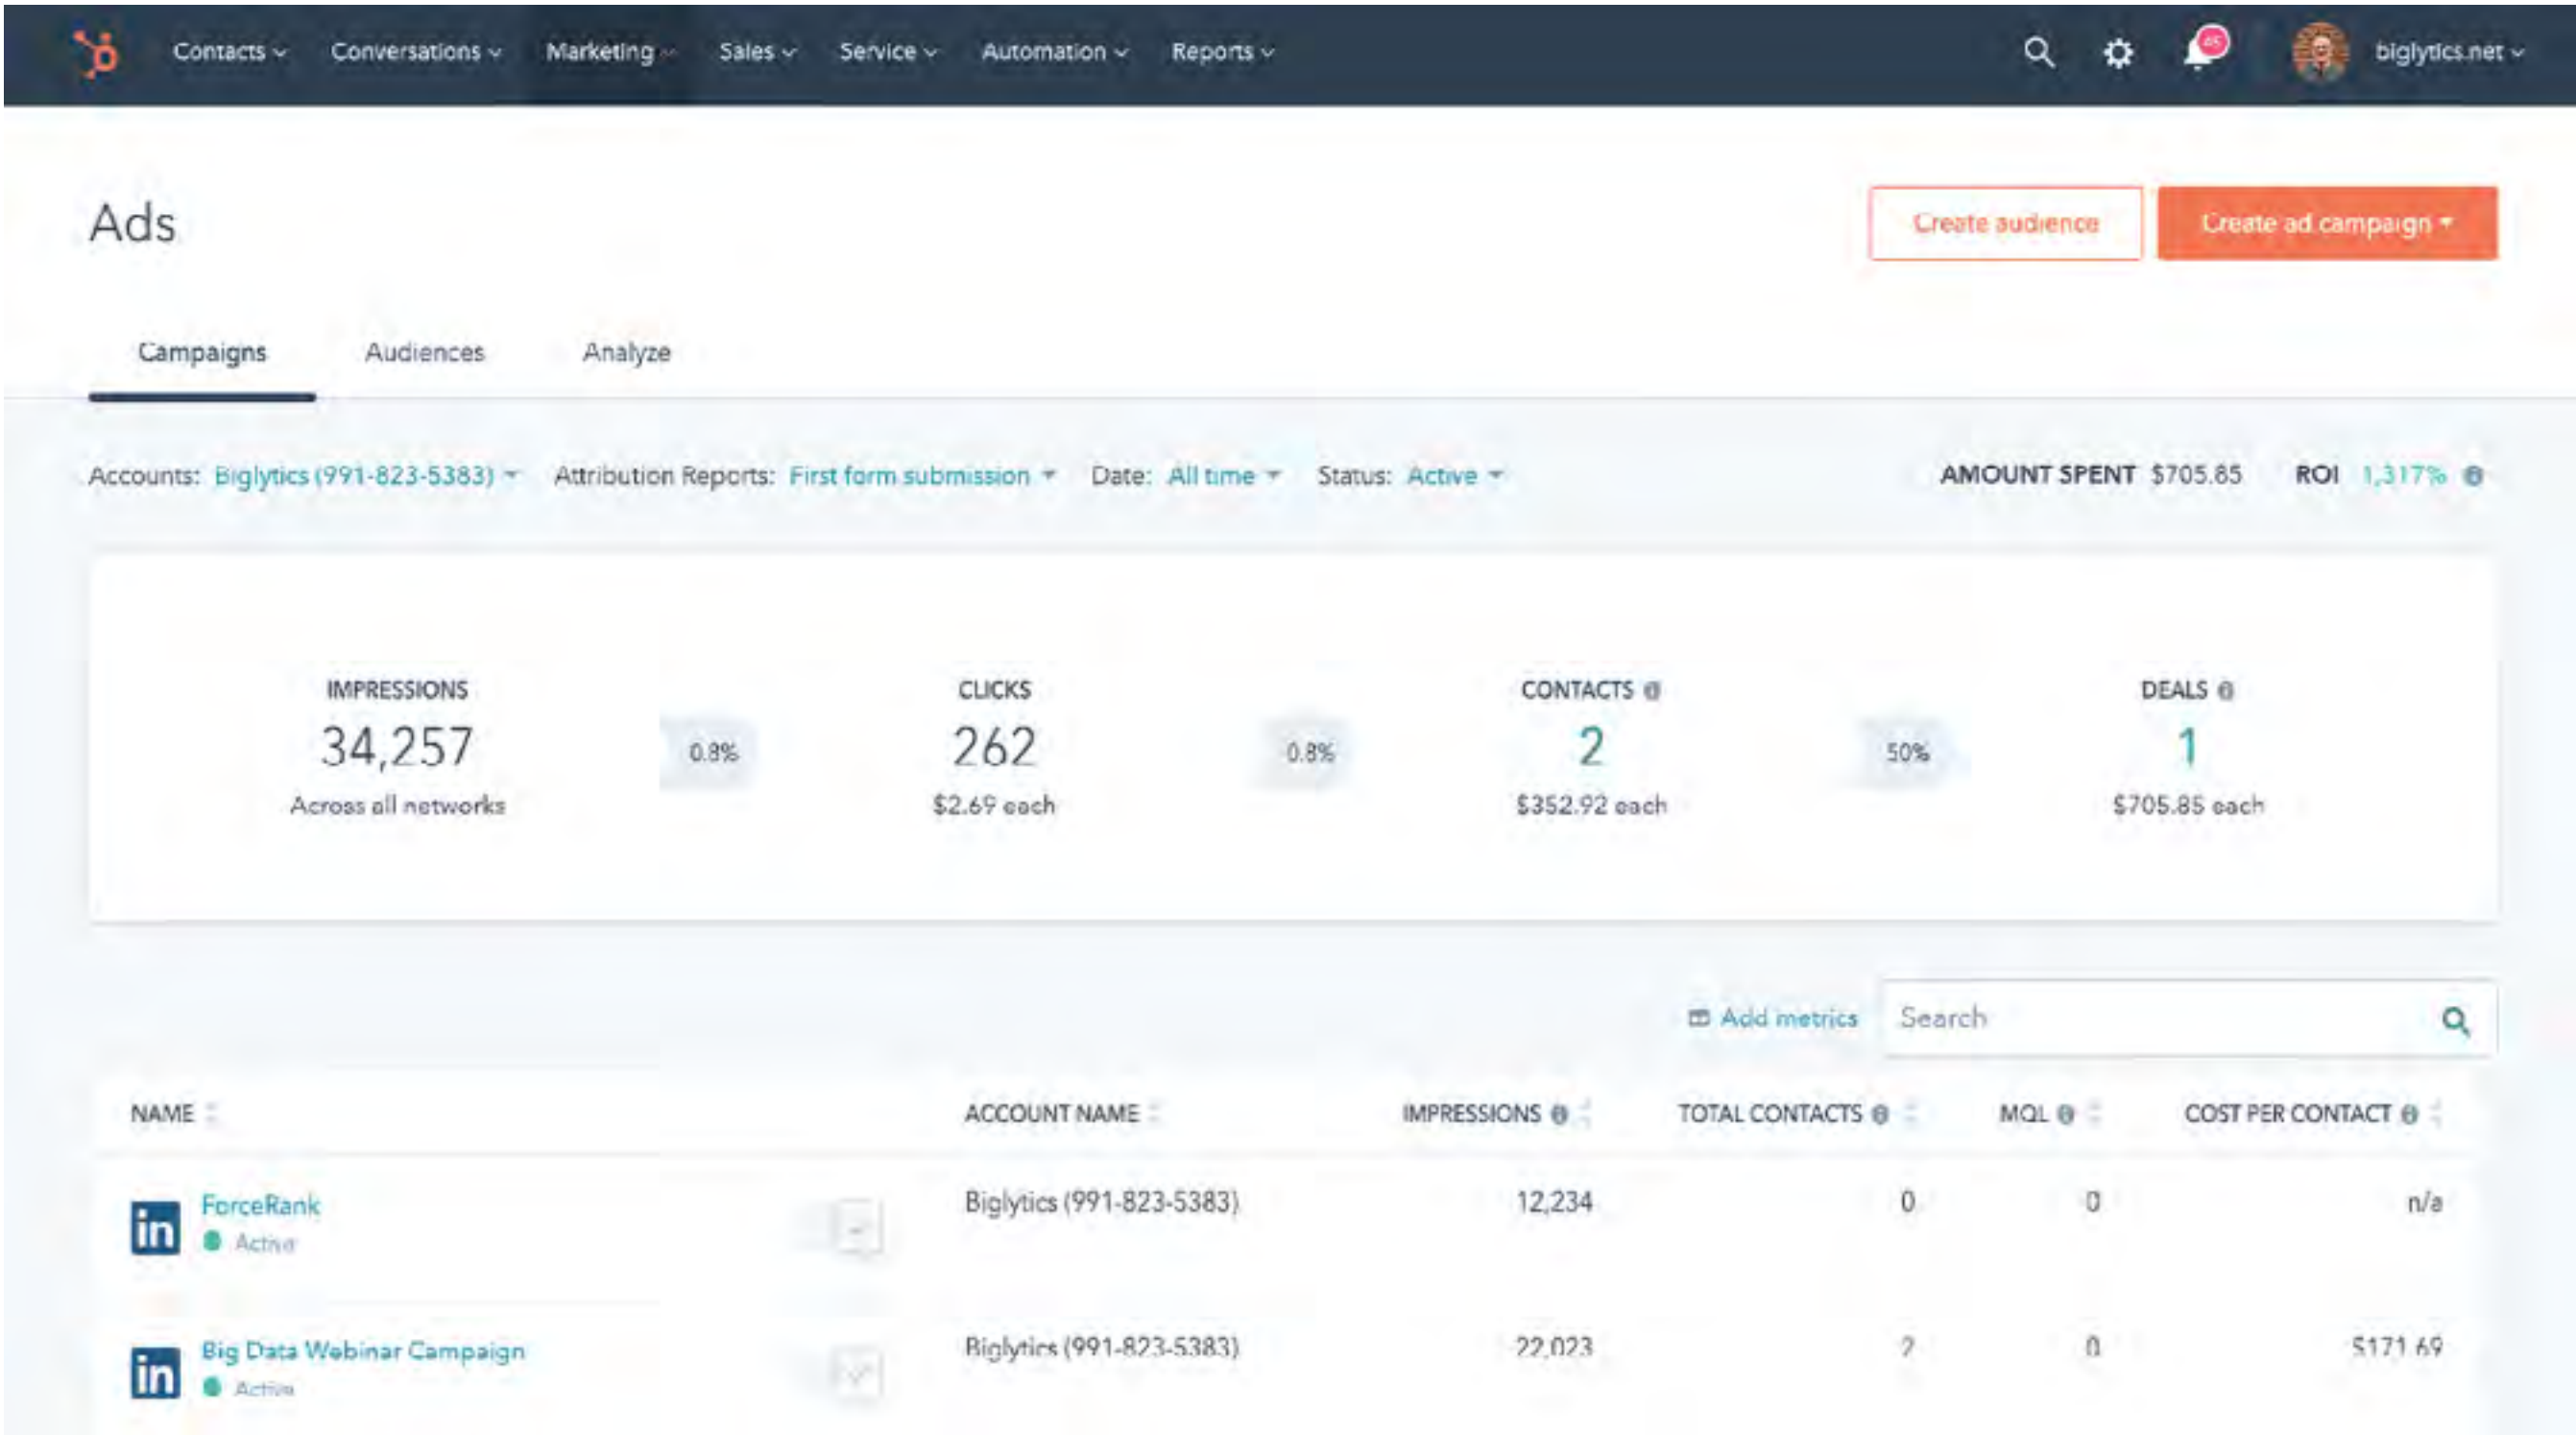 Contacts Conversations Marketing Sales Service Automation Reports 45 biglytics.net
Ads
Create audience Create ad campaign
Campaigns Audiences Analyze
Accounts: Biglytics (991-823-5383) Attribution Reports: First form submission Date: All time Status: Active AMOUNT SPENT $705.85 ROI 1,317%
IMPRESSIONS CLICKS CONTACTS DEALS
34,257 0.8% 262 0.8% 2 50% 1
Across all networks $2.69 each $352.92 each $705.85 each
Add metrics Search
NAME ACCOUNT NAME IMPRESSIONS TOTAL CONTACTS MQL COST PER CONTACT
in ForceRank Biglytics (991-823-5383) 12,234 0 0 n/a
Active
in Big Data Webinar Campaign Biglytics (991-823-5383) 22,023 2 0 $171.69
Active